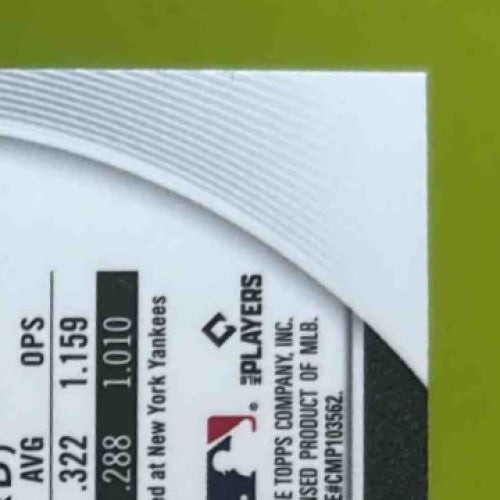 AVG OPS
.322 1.159
.288 1.010
at New York Yankees
MLB PLAYERS
TOPPS COMPANY, INC.
PRODUCT OF MLB.
#CMP103562.